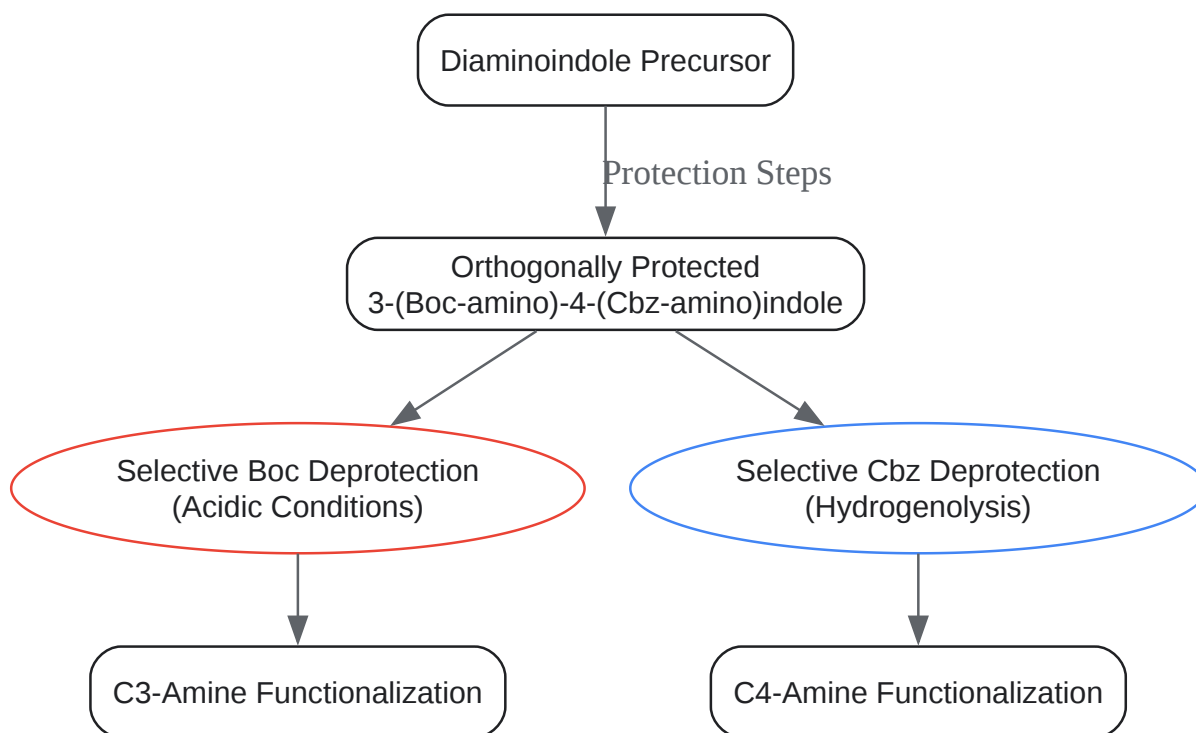 Diaminoindole Precursor
Protection Steps
Orthogonally Protected
3-(Boc-amino)-4-(Cbz-amino)indole
Selective Boc Deprotection
(Acidic Conditions)
Selective Cbz Deprotection
(Hydrogenolysis)
C3-Amine Functionalization
C4-Amine Functionalization